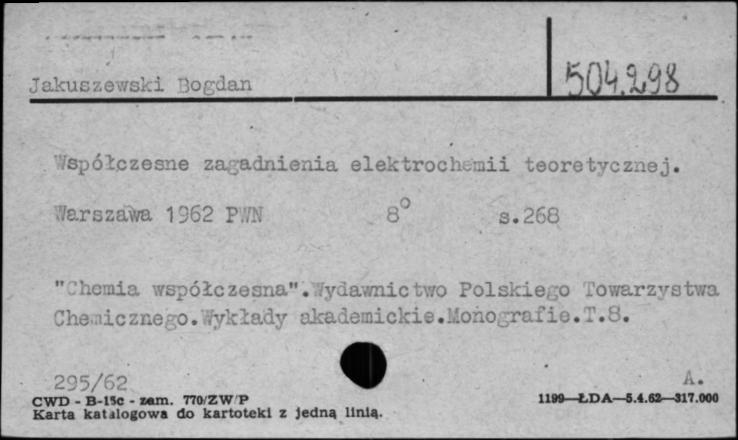 Jakuszewski Bogdan
504.298
Współczesne zagadnienia elektrochemii teoretycznej.
Warszawa 1962 PWN 8° s.268
"Chemia współczesna".Wydawnictwo Polskiego Towarzystwa
Chemicznego.Wykłady akademickie.Monografie.T.8.
295/62 A.
CWD - B-15c - zam. 770/ZW/P 1199—ŁDA—5.4.62—317.000
Karta katalogowa do kartoteki z jedną linią.